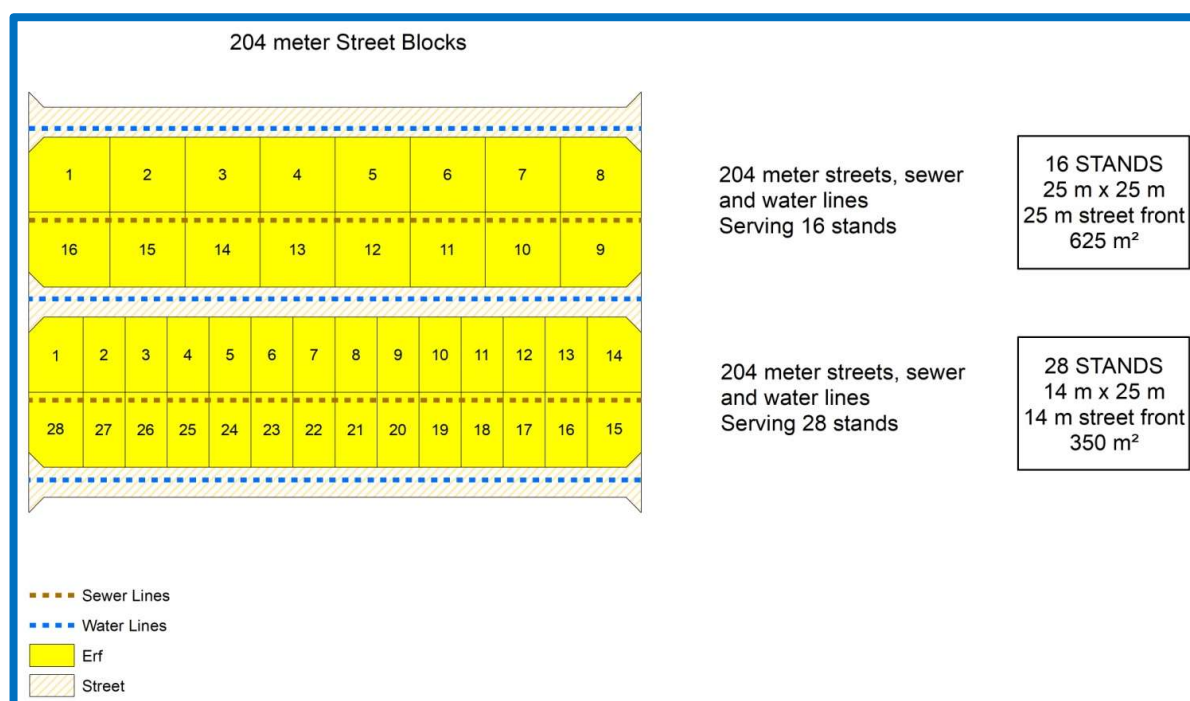 204 meter Street Blocks
1 2 3 4 5 6 7 8
16 15 14 13 12 11 10 9
204 meter streets, sewer
and water lines
Serving 16 stands
16 STANDS
25 m x 25 m
25 m street front
625 m²
1 2 3 4 5 6 7 8 9 10 11 12 13 14
28 27 26 25 24 23 22 21 20 19 18 17 16 15
204 meter streets, sewer
and water lines
Serving 28 stands
28 STANDS
14 m x 25 m
14 m street front
350 m²
Sewer Lines
Water Lines
Erf
Street